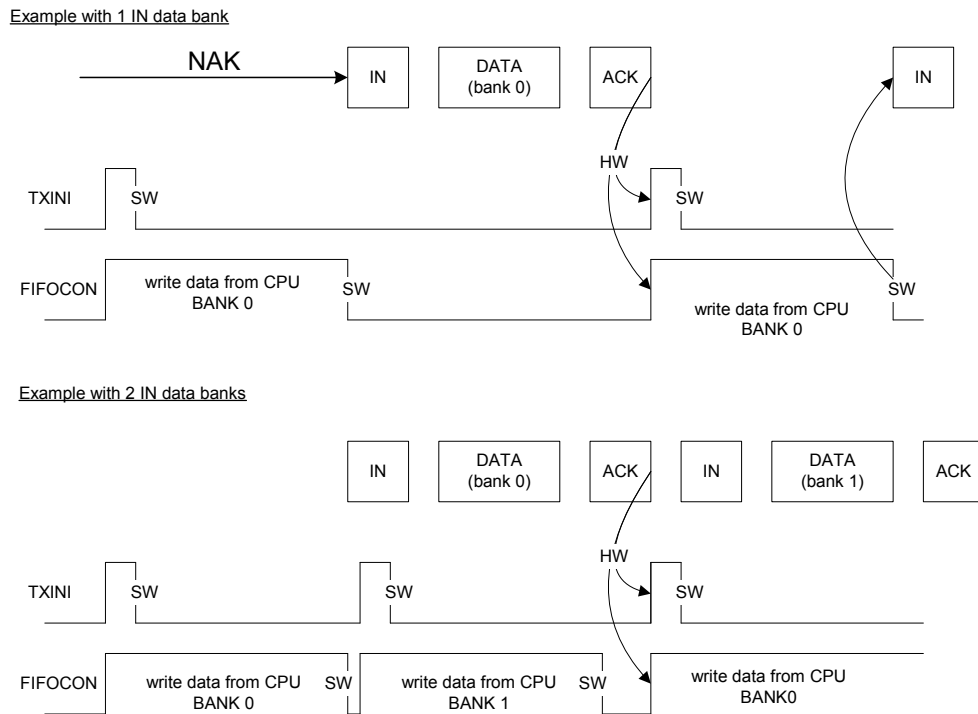 Example with 1 IN data bank
NAK
IN
DATA
(bank 0)
ACK
IN
HW
TXINI
SW
SW
FIFOCON
write data from CPU
BANK 0
SW
write data from CPU
BANK 0
SW
Example with 2 IN data banks
IN
DATA
(bank 0)
ACK
IN
DATA
(bank 1)
ACK
HW
TXINI
SW
SW
SW
FIFOCON
write data from CPU
BANK 0
SW
write data from CPU
BANK 1
SW
write data from CPU
BANK0